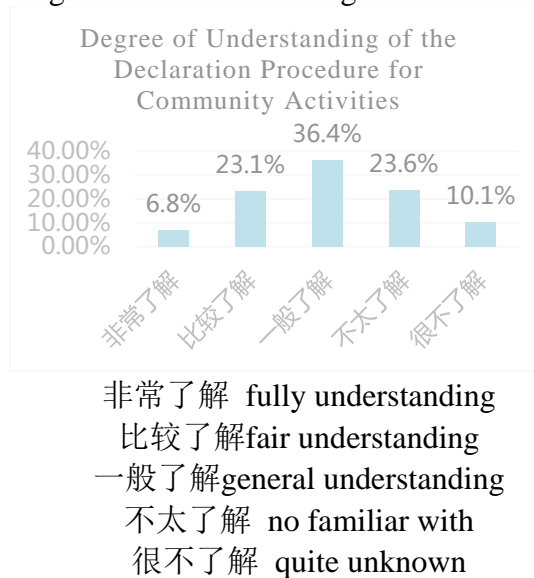 Degree of Understanding of the
Declaration Procedure for
Community Activities
40.00%
30.00%
20.00%
10.00%
0.00%
6.8%
23.1%
36.4%
23.6%
10.1%
非常了解
比较了解
一般了解
不太了解
很不了解
非常了解 fully understanding
比较了解fair understanding
一般了解general understanding
不太了解 no familiar with
很不了解 quite unknown